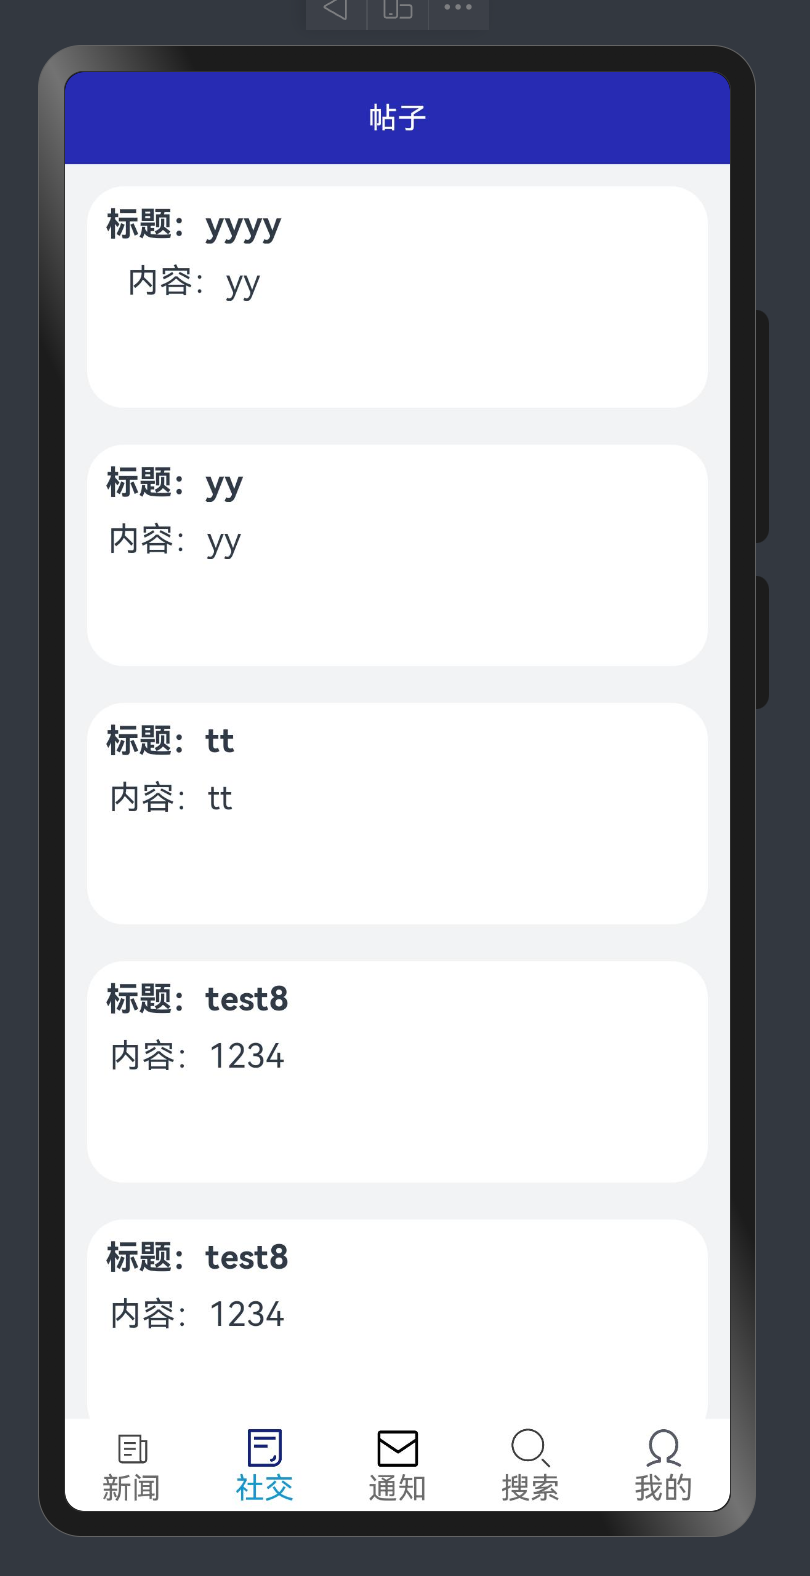 帖子
标题：yyyy
内容：yy
标题：yy
内容：yy
标题：tt
内容：tt
标题：test8
内容：1234
标题：test8
内容：1234
新闻 社交 通知 搜索 我的